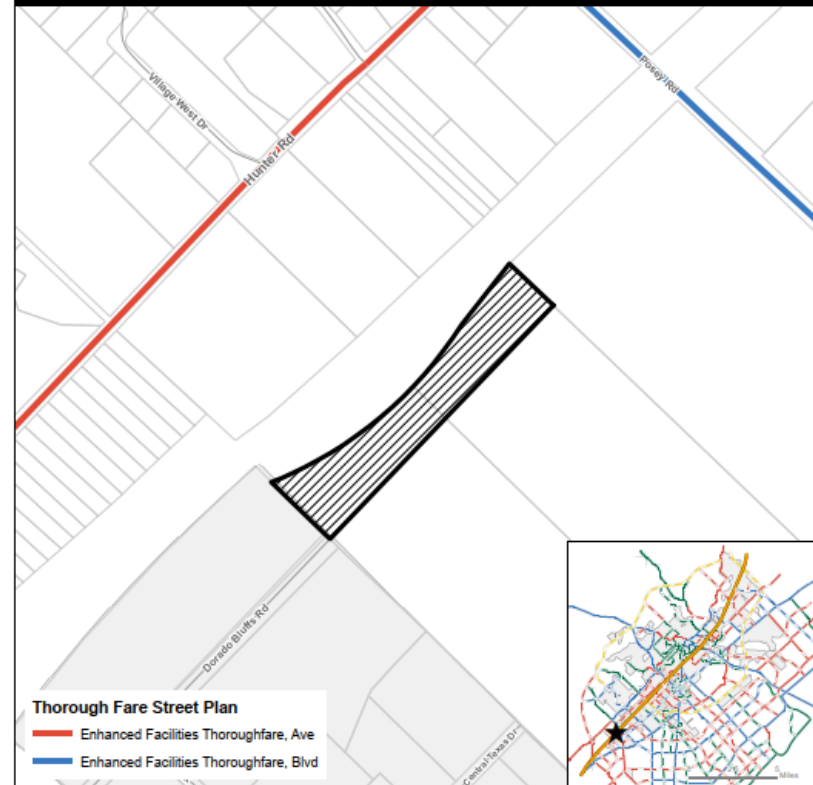 Village West Dr
Hunter Rd
Posey Rd
Dorado Bluffs Rd
Central Texas Dr
Thorough Fare Street Plan
Enhanced Facilities Thoroughfare, Ave
Enhanced Facilities Thoroughfare, Blvd
Miles